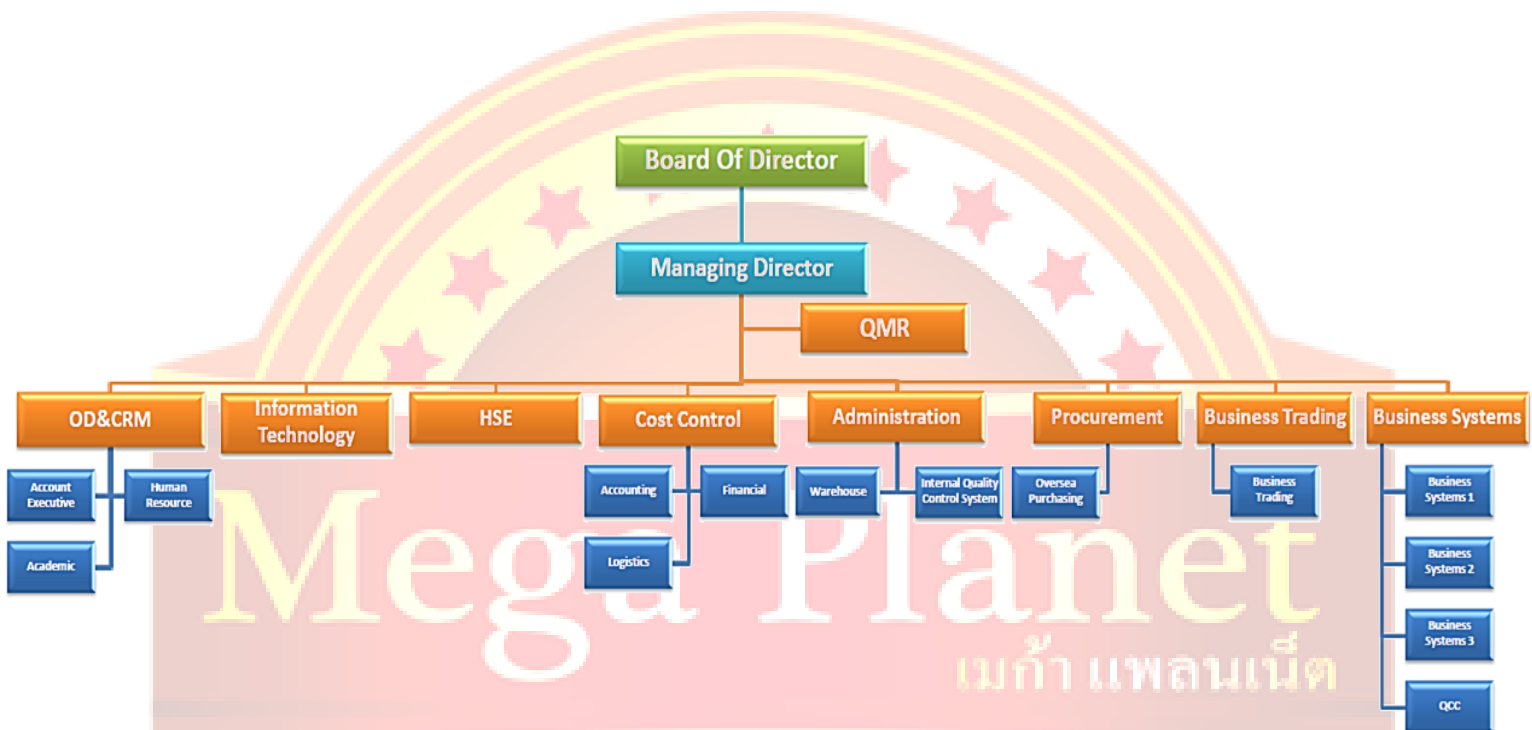 Board Of Director
Managing Director
QMR
OD&CRM
Information
Technology
HSE
Cost Control
Administration
Procurement
Business Trading
Business Systems
Account
Executive
Human
Resource
Academic
Accounting
Financial
Logistics
Warehouse
Internal Quality
Control System
Oversea
Purchasing
Business
Trading
Business
Systems 1
Business
Systems 2
Business
Systems 3
QCC
Mega Planet
เมก้า แพลนเน็ต